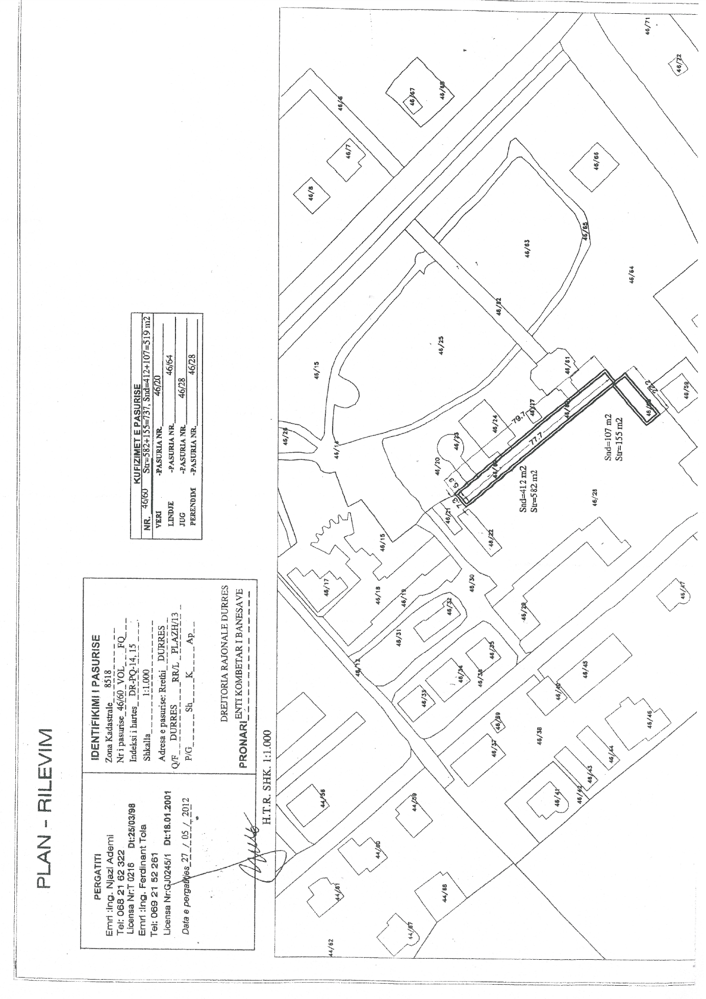 PLAN - RILEVIM
PERGATITI
Emri :Ing. Njazi Ademi
Tel: 068 21 62 322
Licensa Nr:T 0216 Dt:25/03/98
Emri :Ing. Ferdinant Tola
Tel: 069 21 52 261
Licensa Nr:GJ0245/1 Dt:18.01.2001
Data e pergatitjes 27 / 05 / 2012
IDENTIFIKIMI I PASURISE
Zona Kadastrale 8518
Nr i pasurise 46/60 VOL FQ
Indeksi i hartes DR-PQ-14, 15
Shkalla 1:1.000
Adresa e pasurise: Rrethi DURRES
Q/F DURRES RR/L PLAZH/13
P/G Sh K Ap
DREJTORIA RAJONALE DURRES
PRONARI ENTI KOMBETAR I BANESAVE
KUFIZIMET E PASURISE
NR. 46/60 Str=582+155=737, Snd=412+107=519 m2
VERI -PASURIA NR. 46/20
LINDJE -PASURIA NR. 46/64
JUG -PASURIA NR. 46/28
PERENDIM -PASURIA NR. 46/28
H.T.R. SHK. 1:1.000
46/71
46/72
46/6
46/67
46/68
46/7
46/8
46/66
46/65
46/63
46/64
46/62
46/25
46/15
46/26
46/14
46/61
46/59
46/27
46/24
46/23
46/20
79.7
77.7
22.2
5.3
Snd=107 m2
Str=155 m2
Snd=412 m2
Str=582 m2
46/28
46/21
46/22
46/15
46/17
46/18
46/19
46/30
46/32
46/31
46/29
46/47
46/12
46/35
46/34
46/36
46/33
46/45
46/40
46/39
46/38
46/37
46/46
46/44
46/43
46/42
46/41
44/56
44/59
44/60
44/61
44/66
44/67
44/62